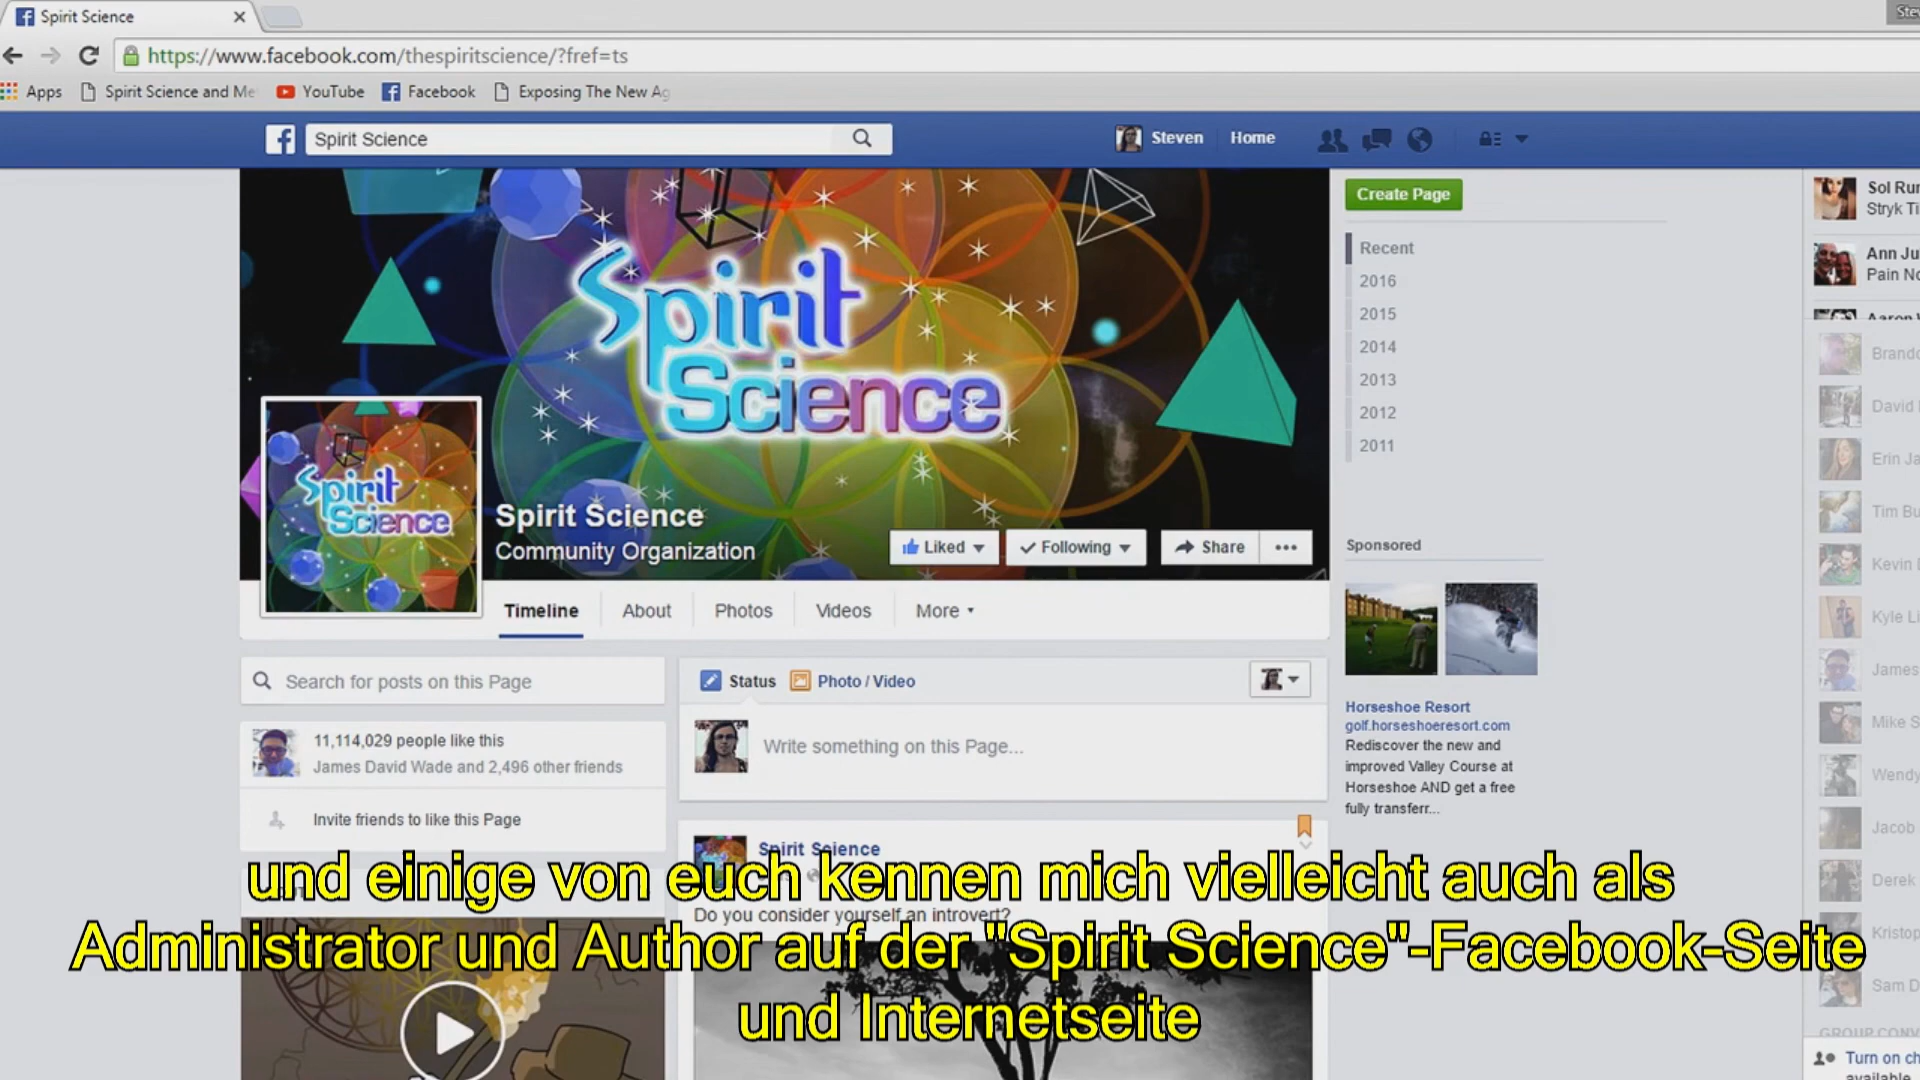 Spirit Science
https://www.facebook.com/thespiritscience/?fref=ts
Apps Spirit Science and Me YouTube Facebook Exposing The New Ag
Spirit Science
Steven Home
Spirit
Science
Spirit
Science
Spirit Science
Community Organization
Liked Following Share
Timeline About Photos Videos More
Search for posts on this Page
11,114,029 people like this
James David Wade and 2,496 other friends
Invite friends to like this Page
Status Photo / Video
Write something on this Page...
Spirit Science
Do you consider yourself an introvert?
Create Page
Recent
2016
2015
2014
2013
2012
2011
Sponsored
Horseshoe Resort
golf.horseshoeresort.com
Rediscover the new and
improved Valley Course at
Horseshoe AND get a free
fully transferr...
Sol Rur
Stryk Ti
Ann Ju
Pain No
Brando
David
Erin Ja
Tim Bu
Kevin
Kyle Li
James
Mike S
Wendy
Jacob
Derek
Kristop
Sam D
GROUP CONV
Turn on ch
und einige von euch kennen mich vielleicht auch als
Administrator und Author auf der "Spirit Science"-Facebook-Seite
und Internetseite